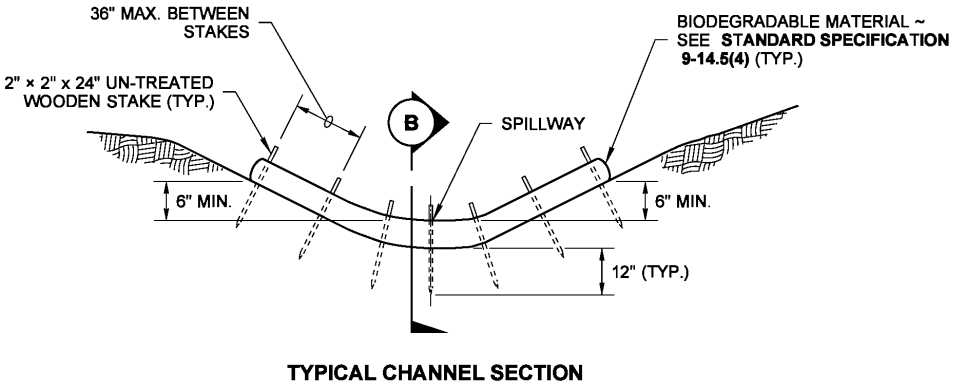 36" MAX. BETWEEN
STAKES
BIODEGRADABLE MATERIAL ~
SEE STANDARD SPECIFICATION
9-14.5(4) (TYP.)
2" × 2" x 24" UN-TREATED
WOODEN STAKE (TYP.)
B
SPILLWAY
6" MIN.
6" MIN.
12" (TYP.)
TYPICAL CHANNEL SECTION